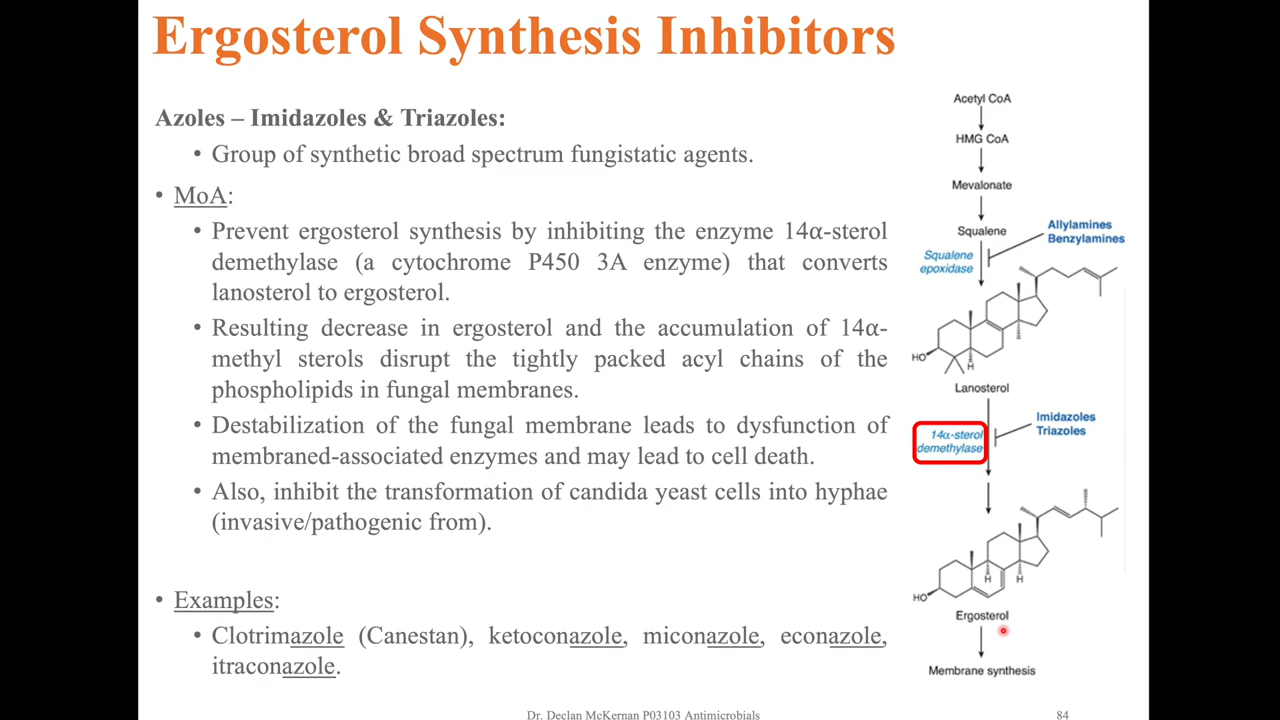 Ergosterol Synthesis Inhibitors
Azoles – Imidazoles & Triazoles:
• Group of synthetic broad spectrum fungistatic agents.
• MoA:
• Prevent ergosterol synthesis by inhibiting the enzyme 14α-sterol
demethylase (a cytochrome P450 3A enzyme) that converts
lanosterol to ergosterol.
• Resulting decrease in ergosterol and the accumulation of 14α-
methyl sterols disrupt the tightly packed acyl chains of the
phospholipids in fungal membranes.
• Destabilization of the fungal membrane leads to dysfunction of
membraned-associated enzymes and may lead to cell death.
• Also, inhibit the transformation of candida yeast cells into hyphae
(invasive/pathogenic from).
• Examples:
• Clotrimazole (Canestan), ketoconazole, miconazole, econazole,
itraconazole.
Acetyl CoA
HMG CoA
Mevalonate
Squalene
Allylamines
Benzylamines
Squalene
epoxidase
HO
H
Lanosterol
Imidazoles
Triazoles
14α-sterol
demethylase
H
H
HO
Ergosterol
Membrane synthesis
Dr. Declan McKernan P03103 Antimicrobials
84